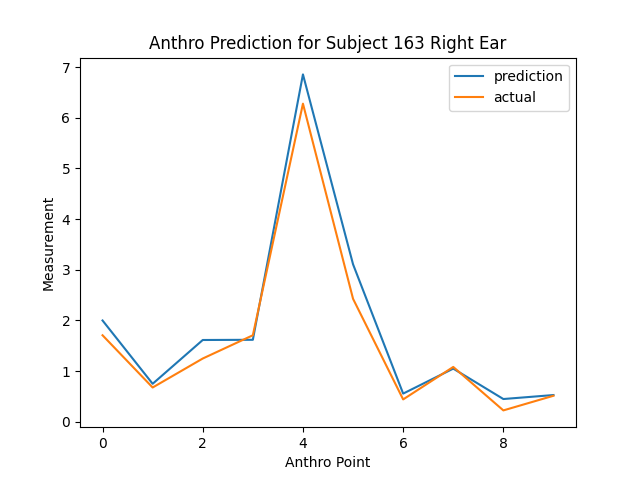 Anthro Prediction for Subject 163 Right Ear
prediction
actual
Measurement
7
6
5
4
3
2
1
0
0 2 4 6 8
Anthro Point